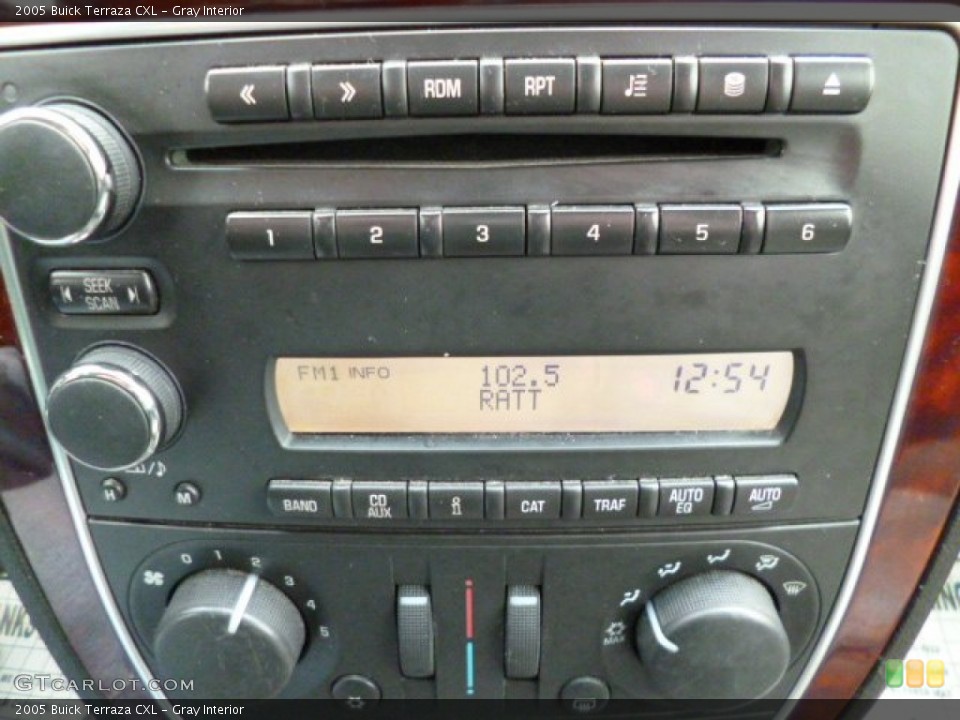 2005 Buick Terraza CXL - Gray Interior
RDM RPT
1 2 3 4 5 6
SEEK
SCAN
FM1 INFO 102.5 12:54
RATT
H M
BAND CD AUX i CAT TRAF AUTO EQ AUTO
0 1 2 3 4 5
MAX
GTCarLot.com
2005 Buick Terraza CXL - Gray Interior